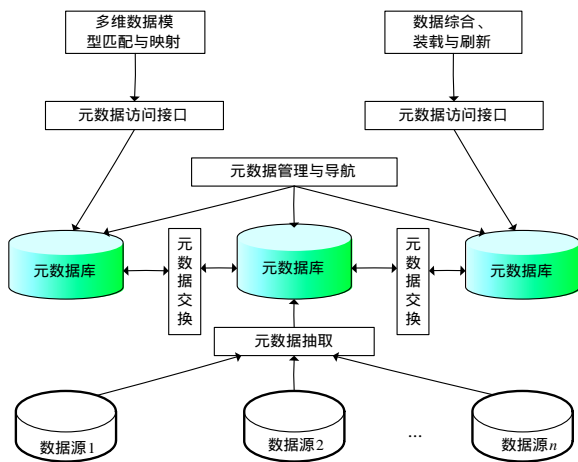 多维数据模
型匹配与映射
数据综合、
装载与刷新
元数据访问接口
元数据访问接口
元数据管理与导航
元数据库
元
数
据
交
换
元数据库
元
数
据
交
换
元数据库
元数据抽取
数据源1
数据源2
...
数据源n